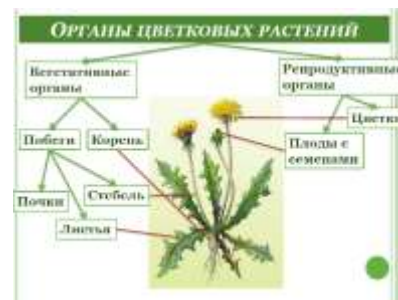 ОРГАНЫ ЦВЕТКОВЫХ РАСТЕНИЙ
Вегетативные
органы
Репродуктивные
органы
Цветки
Побеги
Корень
Плоды с
семенами
Почки
Стебель
Листья